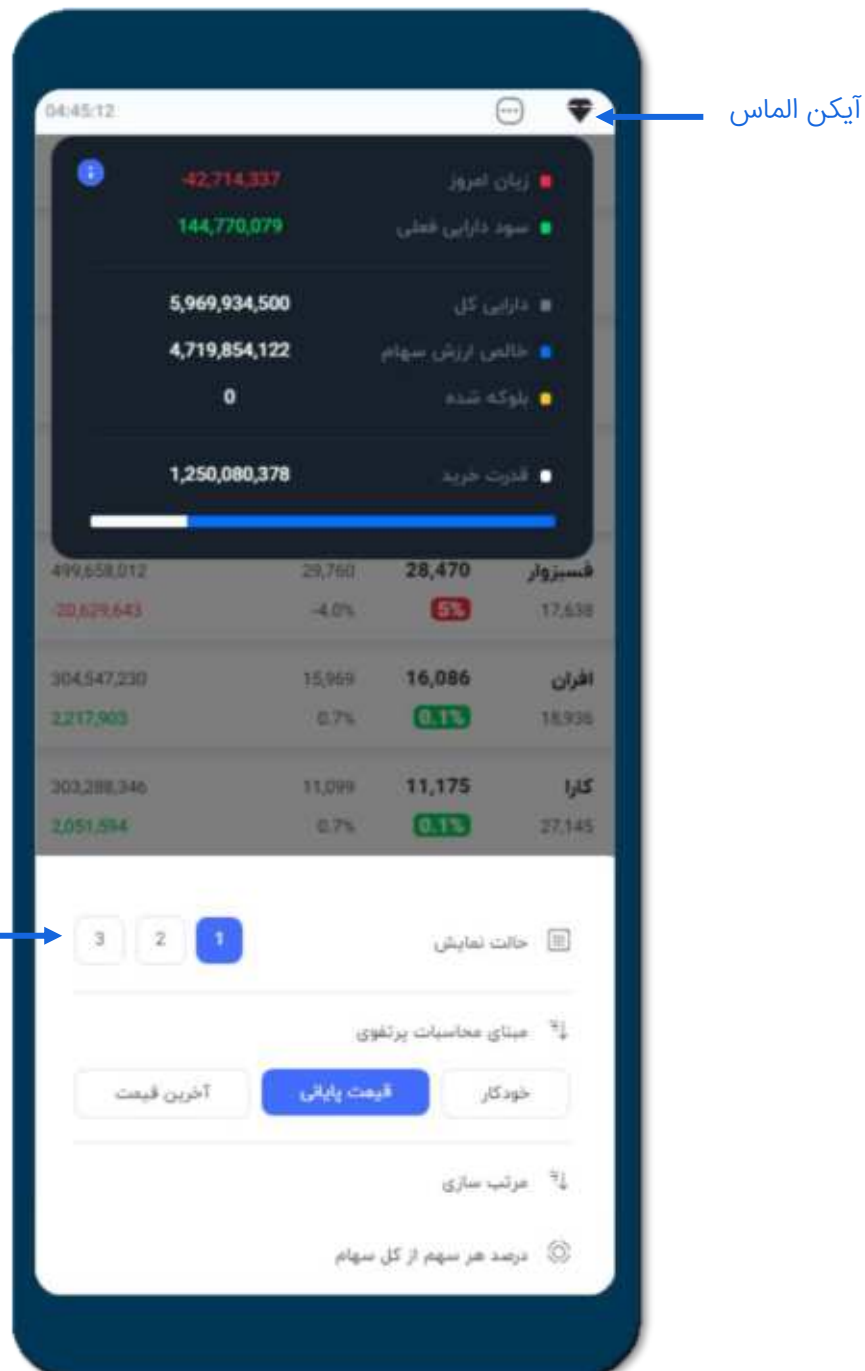 آیکن الماس
04:45:12
زیان امروز -42,714,337
سود دارایی فعلی 144,770,079
دارایی کل 5,969,934,500
خالص ارزش سهام 4,719,854,122
بلوکه شده 0
قدرت خرید 1,250,080,378
فسبزوار 28,470 29,760 499,658,012
17,638 5% -4.0% -20,629,643
افران 16,086 15,969 304,547,230
18,936 0.1% 0.7% 2,217,903
کارا 11,175 11,099 303,288,346
27,145 0.1% 0.7% 2,051,594
حالت نمایش 1 2 3
مبنای محاسبات پرتفوی
خودکار قیمت پایانی آخرین قیمت
مرتب سازی
درصد هر سهم از کل سهام